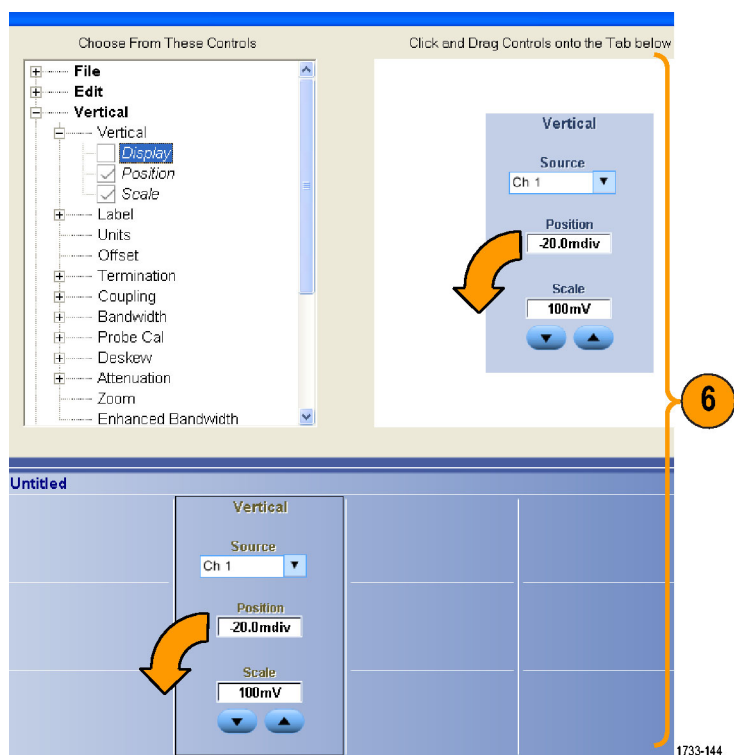 Choose From These Controls
Click and Drag Controls onto the Tab below
File
Edit
Vertical
Vertical
Display
Position
Scale
Label
Units
Offset
Termination
Coupling
Bandwidth
Probe Cal
Deskew
Attenuation
Zoom
Enhanced Bandwidth
Vertical
Source
Ch 1
Position
-20.0mdiv
Scale
100mV
6
Untitled
Vertical
Source
Ch 1
Position
-20.0mdiv
Scale
100mV
1733-144